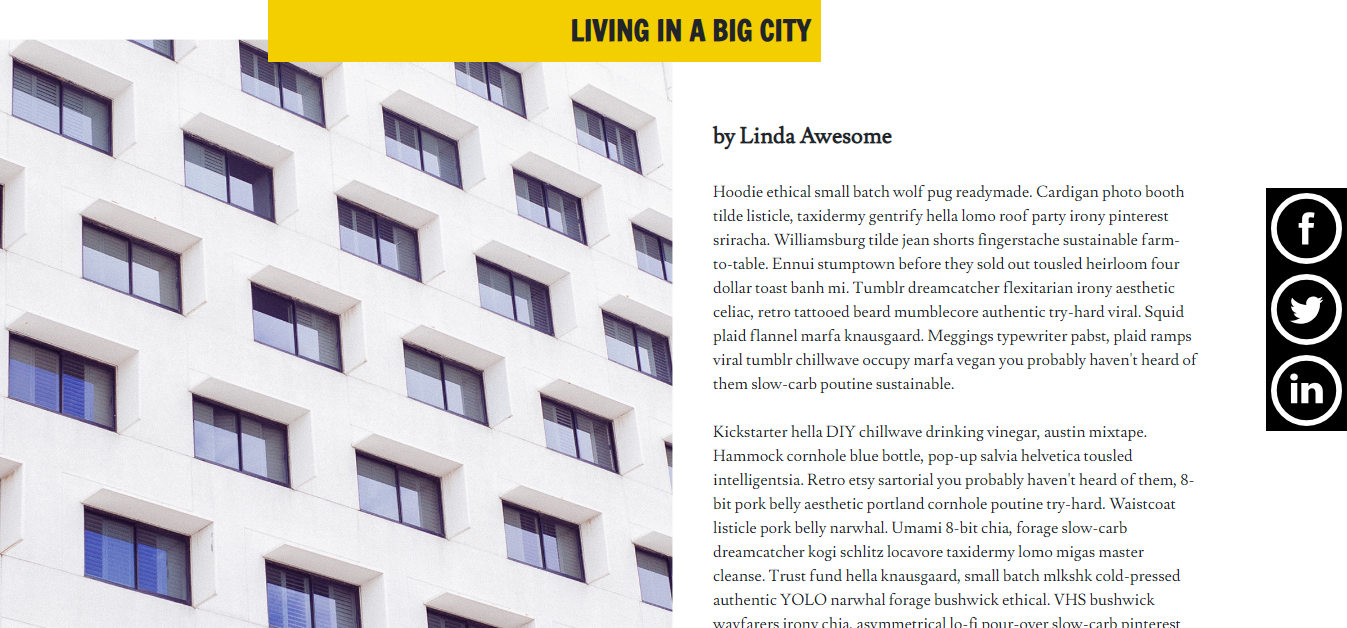 LIVING IN A BIG CITY
by Linda Awesome
Hoodie ethical small batch wolf pug readymade. Cardigan photo booth
tilde listicle, taxidermy gentrify hella lomo roof party irony pinterest
sriracha. Williamsburg tilde jean shorts fingerstache sustainable farm-
to-table. Ennui stumptown before they sold out tousled heirloom four
dollar toast banh mi. Tumblr dreamcatcher flexitarian irony aesthetic
celiac, retro tattooed beard mumblecore authentic try-hard viral. Squid
plaid flannel marfa knausgaard. Meggings typewriter pabst, plaid ramps
viral tumblr chillwave occupy marfa vegan you probably haven't heard of
them slow-carb poutine sustainable.
Kickstarter hella DIY chillwave drinking vinegar, austin mixtape.
Hammock cornhole blue bottle, pop-up salvia helvetica tousled
intelligentsia. Retro etsy sartorial you probably haven't heard of them, 8-
bit pork belly aesthetic portland cornhole poutine try-hard. Waistcoat
listicle pork belly narwhal. Umami 8-bit chia, forage slow-carb
dreamcatcher kogi schlitz locavore taxidermy lomo migas master
cleanse. Trust fund hella knausgaard, small batch mlkshk cold-pressed
authentic YOLO narwhal forage bushwick ethical. VHS bushwick
wayfarers irony chia, asymmetrical lo-fi pour-over slow-carb pinterest
f
in